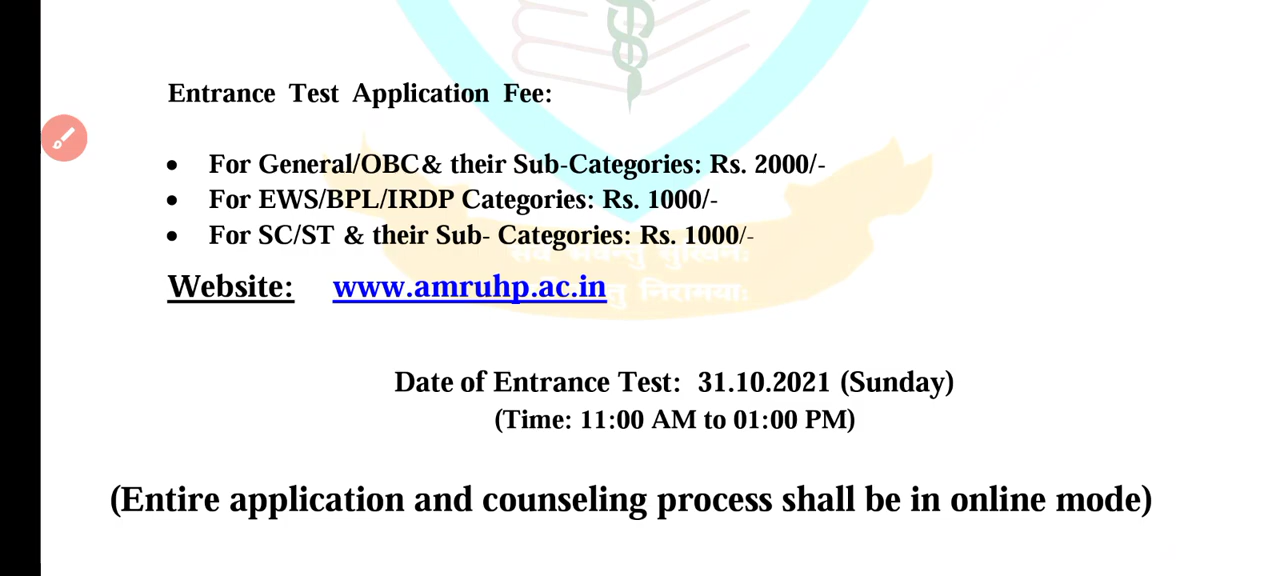 Entrance Test Application Fee:
• For General/OBC& their Sub-Categories: Rs. 2000/-
• For EWS/BPL/IRDP Categories: Rs. 1000/-
• For SC/ST & their Sub- Categories: Rs. 1000/-
Website: www.amruhp.ac.in
निरामयाः
Date of Entrance Test: 31.10.2021 (Sunday)
(Time: 11:00 AM to 01:00 PM)
(Entire application and counseling process shall be in online mode)